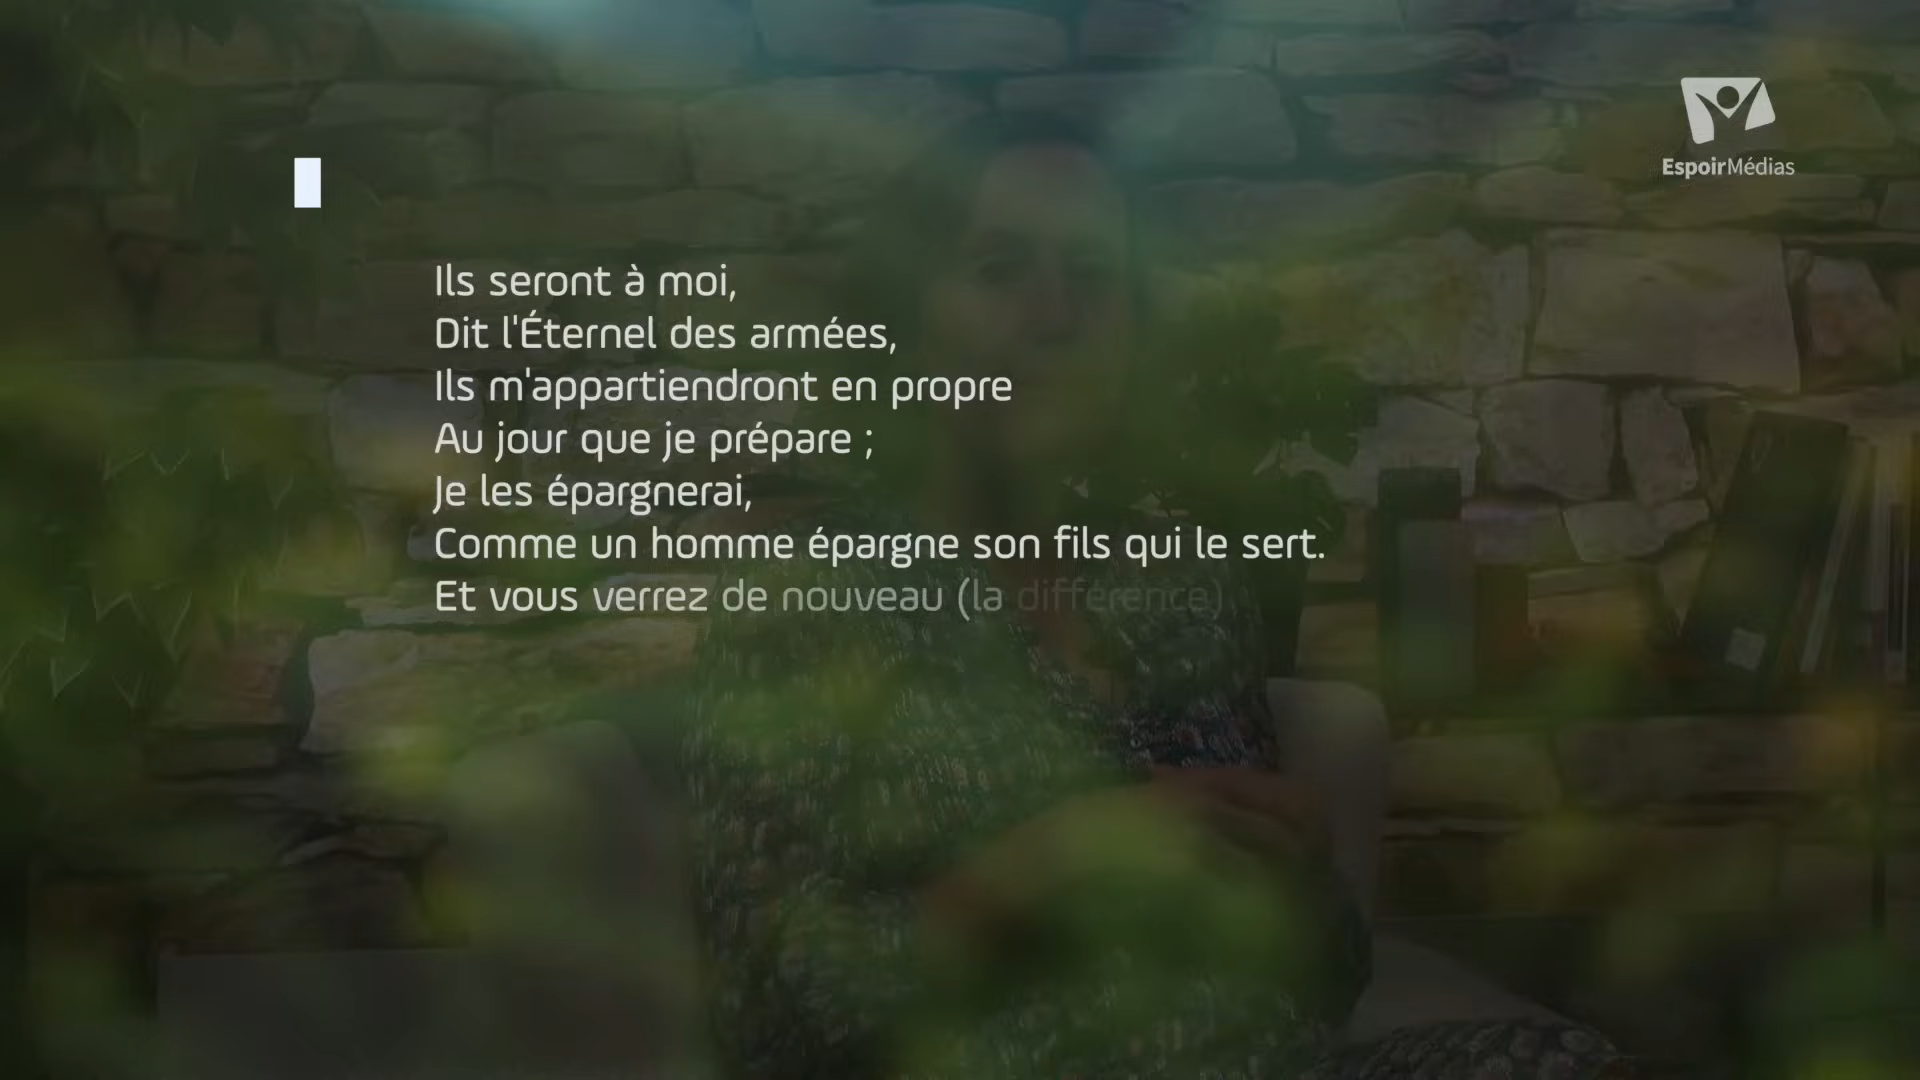 EspoirMédias
Ils seront à moi,
Dit l'Éternel des armées,
Ils m'appartiendront en propre
Au jour que je prépare ;
Je les épargnerai,
Comme un homme épargne son fils qui le sert.
Et vous verrez de nouveau (la différence)